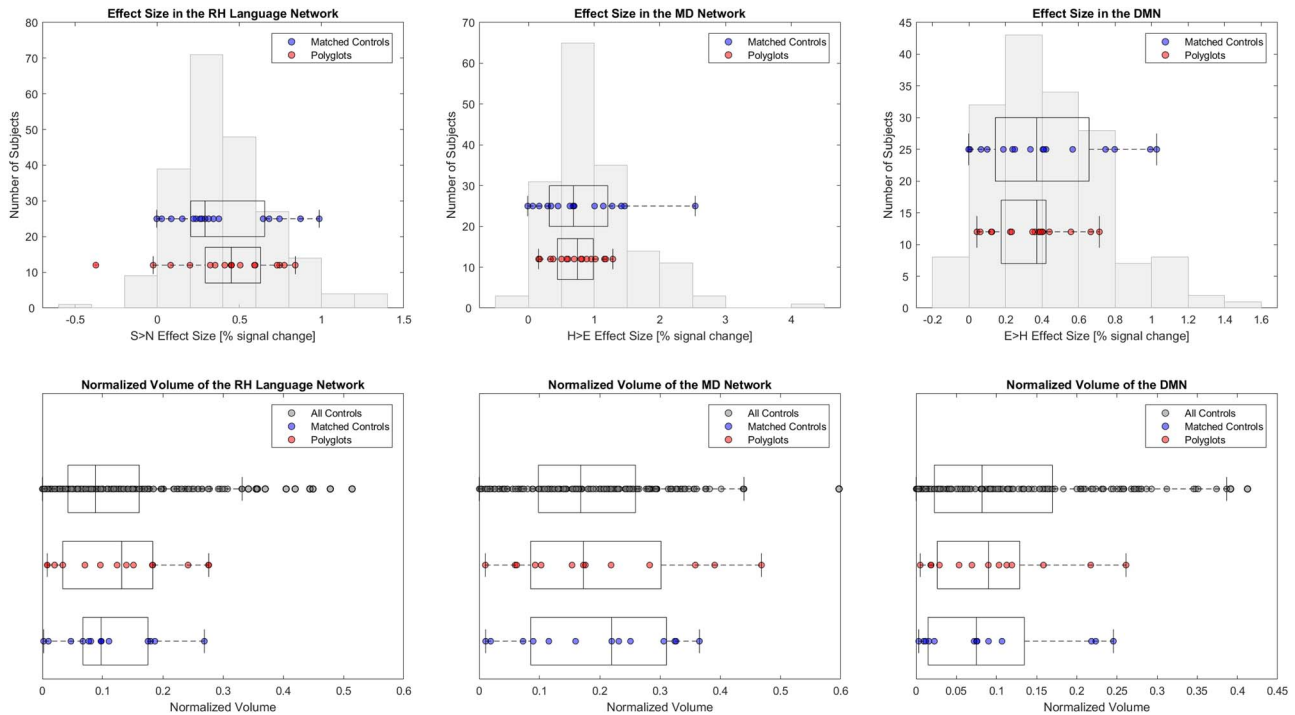 Effect Size in the RH Language Network
80
70
60
50
40
30
20
10
0
Number of Subjects
Matched Controls
Polyglots
-0.5
0
0.5
1
1.5
S>N Effect Size [% signal change]
Effect Size in the MD Network
70
60
50
40
30
20
10
0
Number of Subjects
Matched Controls
Polyglots
0
1
2
3
4
H>E Effect Size [% signal change]
Effect Size in the DMN
45
40
35
30
25
20
15
10
5
0
Number of Subjects
Matched Controls
Polyglots
-0.2
0
0.2
0.4
0.6
0.8
1
1.2
1.4
1.6
E>H Effect Size [% signal change]
Normalized Volume of the RH Language Network
All Controls
Matched Controls
Polyglots
0
0.1
0.2
0.3
0.4
0.5
0.6
Normalized Volume
Normalized Volume of the MD Network
All Controls
Matched Controls
Polyglots
0
0.1
0.2
0.3
0.4
0.5
0.6
Normalized Volume
Normalized Volume of the DMN
All Controls
Matched Controls
Polyglots
0
0.05
0.1
0.15
0.2
0.25
0.3
0.35
0.4
0.45
Normalized Volume